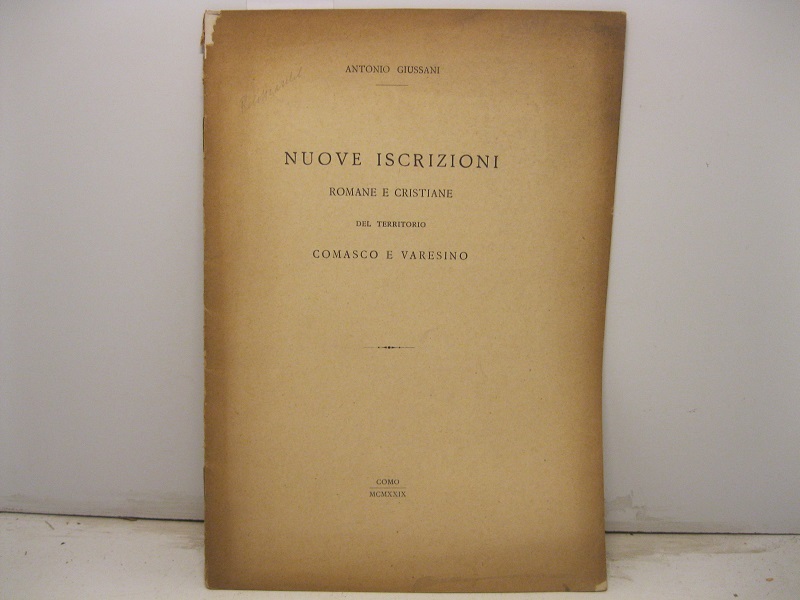 ANTONIO GIUSSANI
NUOVE ISCRIZIONI
ROMANE E CRISTIANE
DEL TERRITORIO
COMASCO E VARESINO
COMO
MCMXXIX